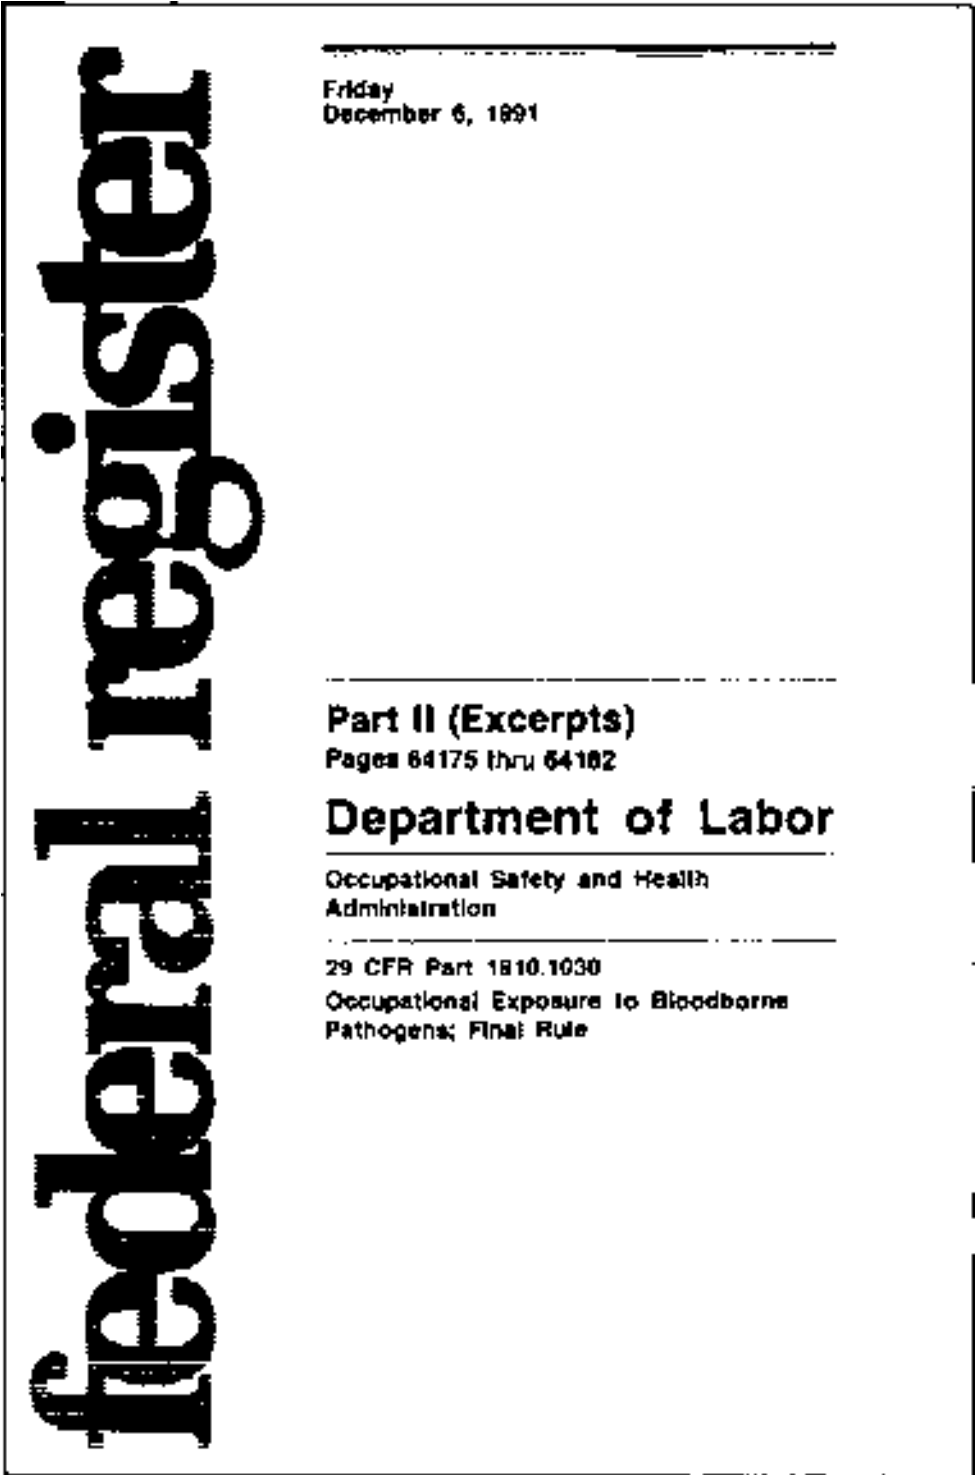 federal register
Friday
December 6, 1991
Part II (Excerpts)
Pages 64175 thru 64182
Department of Labor
Occupational Safety and Health
Administration
29 CFR Part 1910.1030
Occupational Exposure to Bloodborne
Pathogens; Final Rule